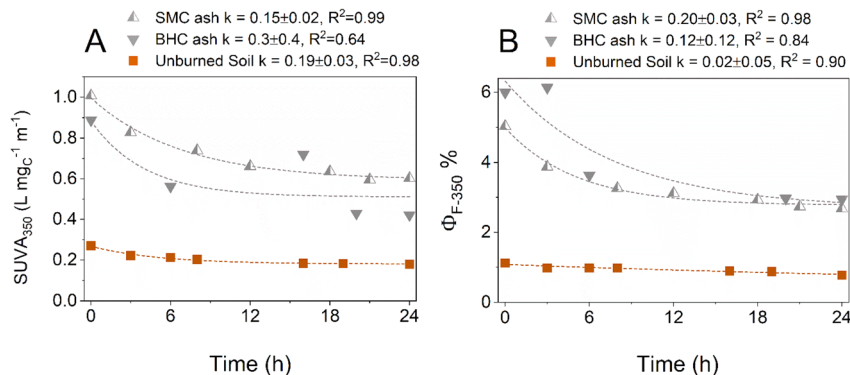 A
SMC ash k = 0.15±0.02, R²=0.99
BHC ash k = 0.3±0.4, R²=0.64
Unburned Soil k = 0.19±0.03, R²=0.98
SUVA₃₅₀ (L mg_C⁻¹ m⁻¹)
1.0
0.8
0.6
0.4
0.2
0.0
0 6 12 18 24
Time (h)
B
SMC ash k = 0.20±0.03, R² = 0.98
BHC ash k = 0.12±0.12, R² = 0.84
Unburned Soil k = 0.02±0.05, R² = 0.90
Φ_F-350 %
6
4
2
0
0 6 12 18 24
Time (h)